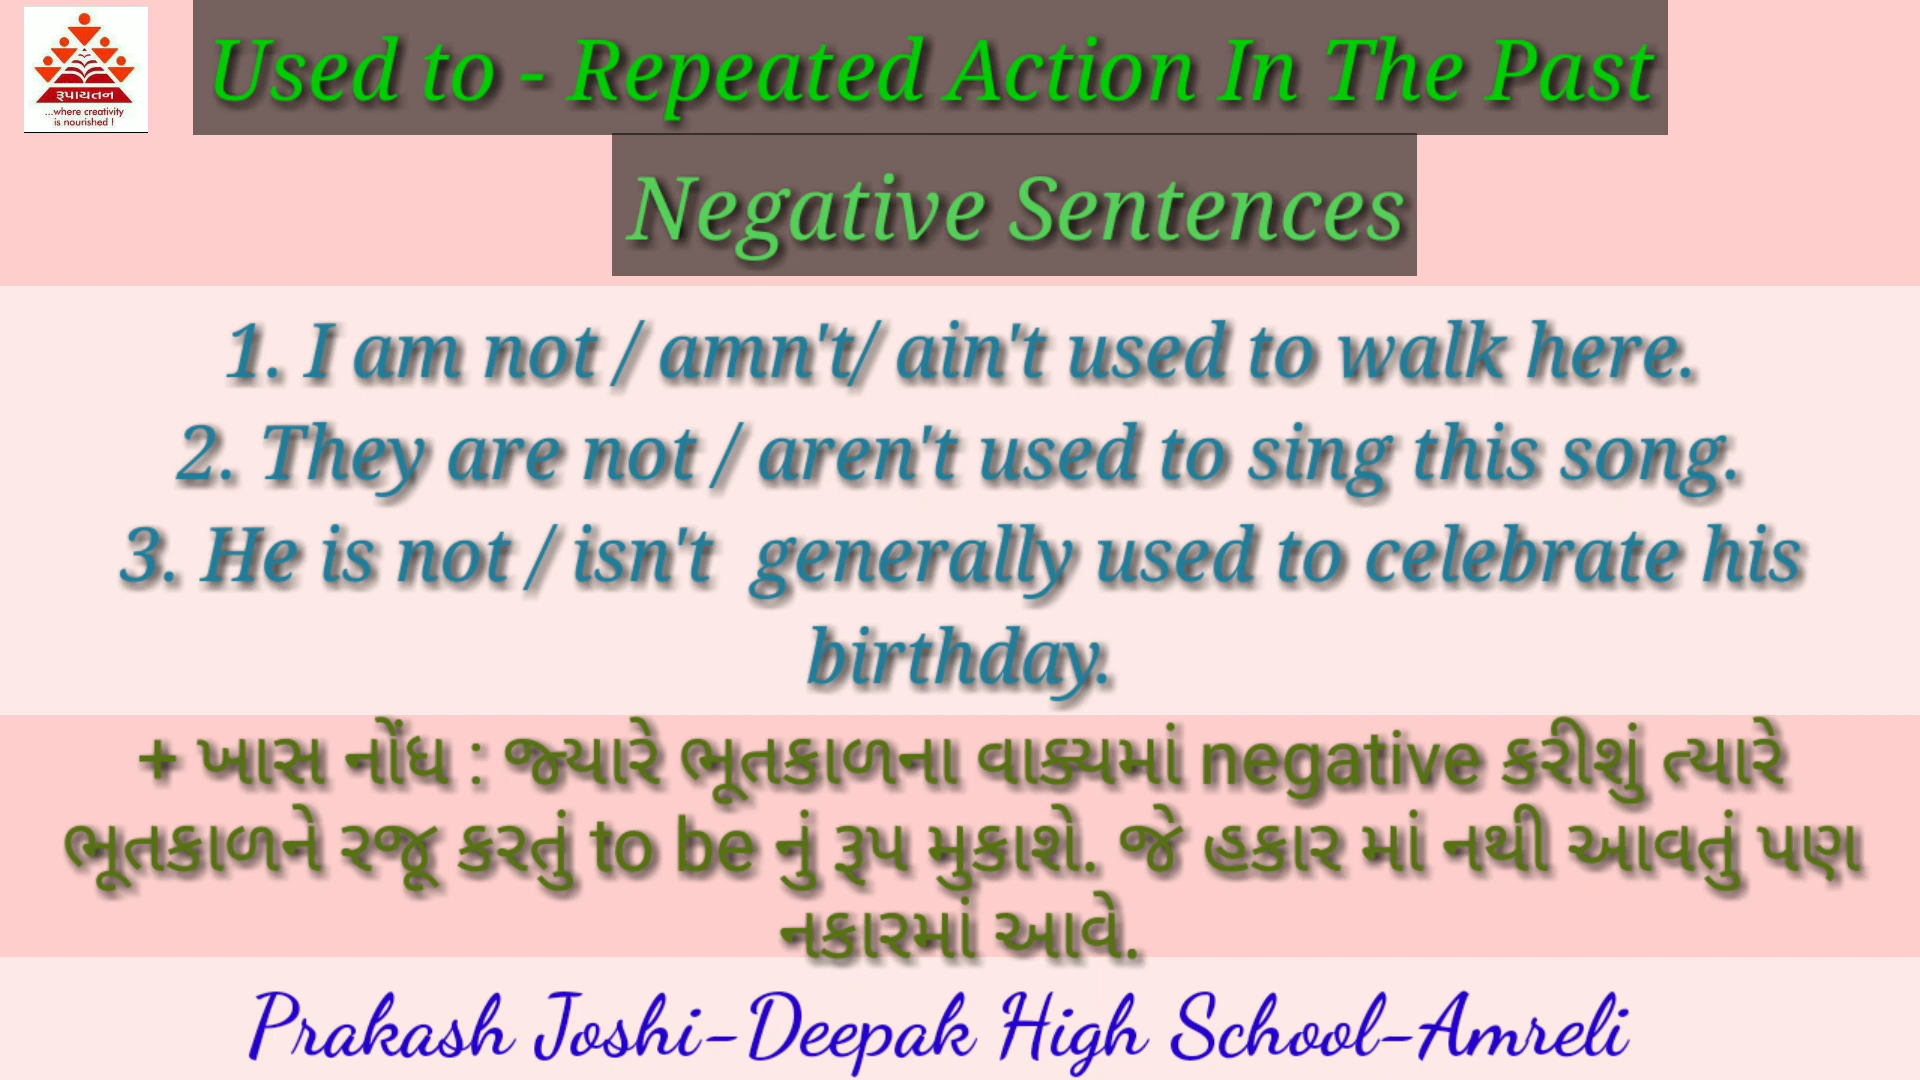 રૂપાયતન
...where creativity
is nourished !
Used to - Repeated Action In The Past
Negative Sentences
1. I am not / amn't/ ain't used to walk here.
2. They are not / aren't used to sing this song.
3. He is not / isn't generally used to celebrate his
birthday.
+ ખાસ નોંધ : જ્યારે ભૂતકાળના વાક્યમાં negative કરીશું ત્યારે
ભૂતકાળને રજૂ કરતું to be નું રૂપ મુકાશે. જે હકાર માં નથી આવતું પણ
નકારમાં આવે.
Prakash Joshi-Deepak High School-Amreli